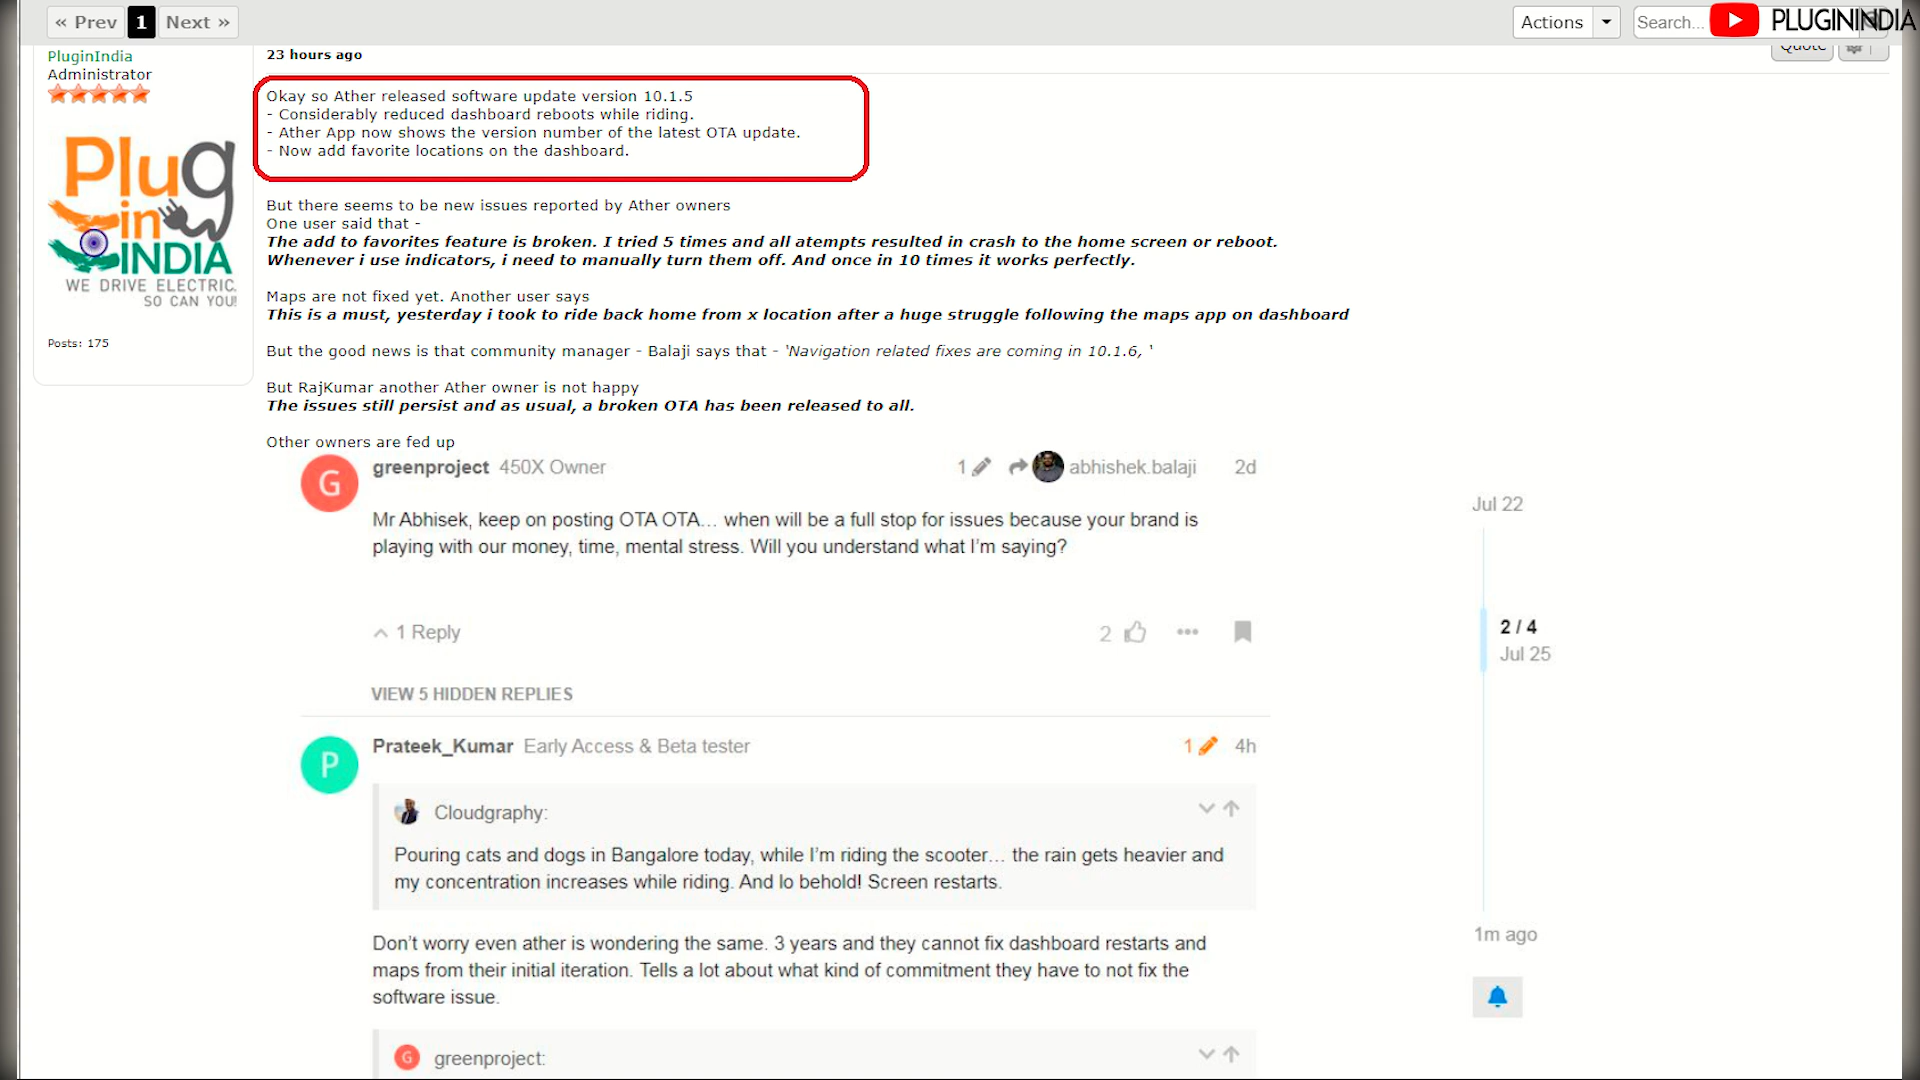 « Prev 1 Next »
Actions
Search...
PLUGININDIA
PluginIndia
Administrator
23 hours ago
Quote
Plug
in
INDIA
WE DRIVE ELECTRIC.
SO CAN YOU!
Posts: 175
Okay so Ather released software update version 10.1.5
- Considerably reduced dashboard reboots while riding.
- Ather App now shows the version number of the latest OTA update.
- Now add favorite locations on the dashboard.
But there seems to be new issues reported by Ather owners
One user said that -
The add to favorites feature is broken. I tried 5 times and all atempts resulted in crash to the home screen or reboot.
Whenever i use indicators, i need to manually turn them off. And once in 10 times it works perfectly.
Maps are not fixed yet. Another user says
This is a must, yesterday i took to ride back home from x location after a huge struggle following the maps app on dashboard
But the good news is that community manager - Balaji says that - 'Navigation related fixes are coming in 10.1.6, '
But RajKumar another Ather owner is not happy
The issues still persist and as usual, a broken OTA has been released to all.
Other owners are fed up
G greenproject 450X Owner 1 abhishek.balaji 2d
Mr Abhisek, keep on posting OTA OTA... when will be a full stop for issues because your brand is
playing with our money, time, mental stress. Will you understand what I'm saying?
1 Reply 2
VIEW 5 HIDDEN REPLIES
Jul 22
2 / 4
Jul 25
1m ago
P Prateek_Kumar Early Access & Beta tester 1 4h
Cloudgraphy:
Pouring cats and dogs in Bangalore today, while I'm riding the scooter... the rain gets heavier and
my concentration increases while riding. And lo behold! Screen restarts.
Don't worry even ather is wondering the same. 3 years and they cannot fix dashboard restarts and
maps from their initial iteration. Tells a lot about what kind of commitment they have to not fix the
software issue.
G greenproject: